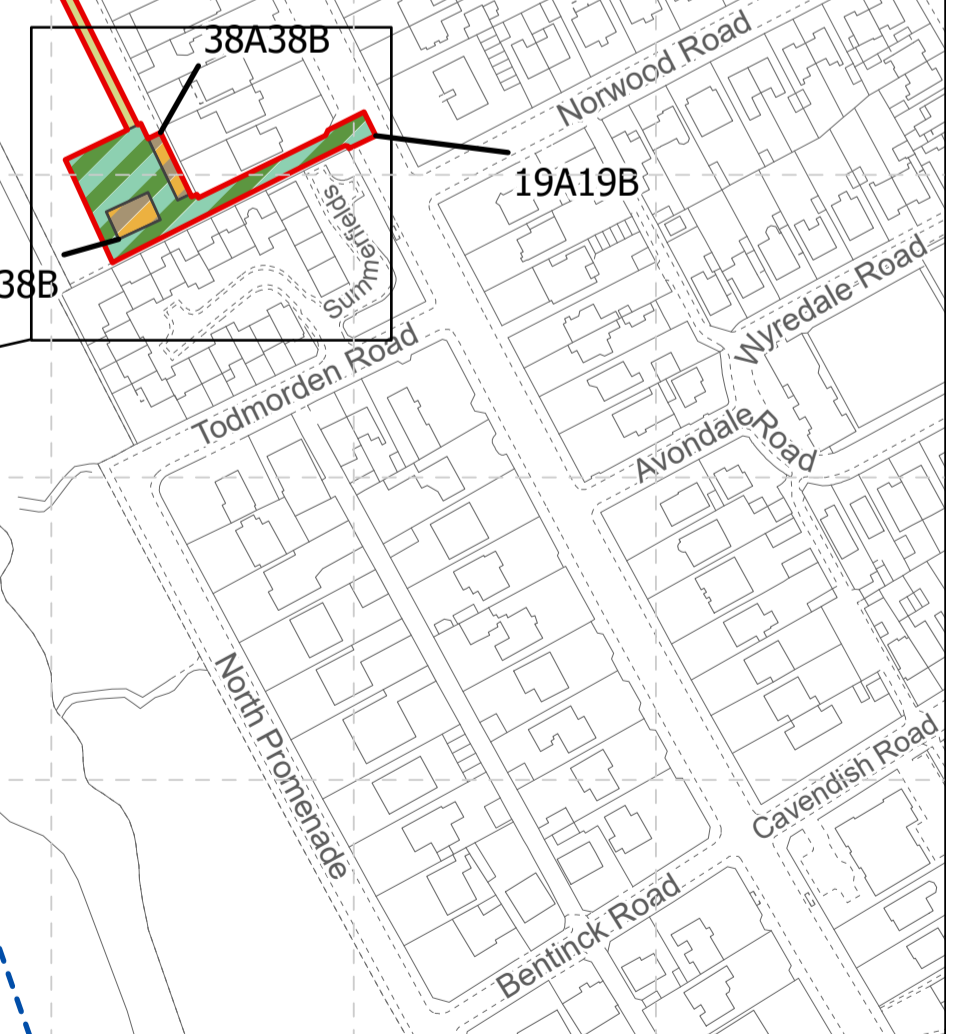 38A38B
Norwood Road
19A19B
Summerfields
38B
Wyredale Road
Todmorden Road
Avondale Road
North Promenade
Cavendish Road
Bentinck Road